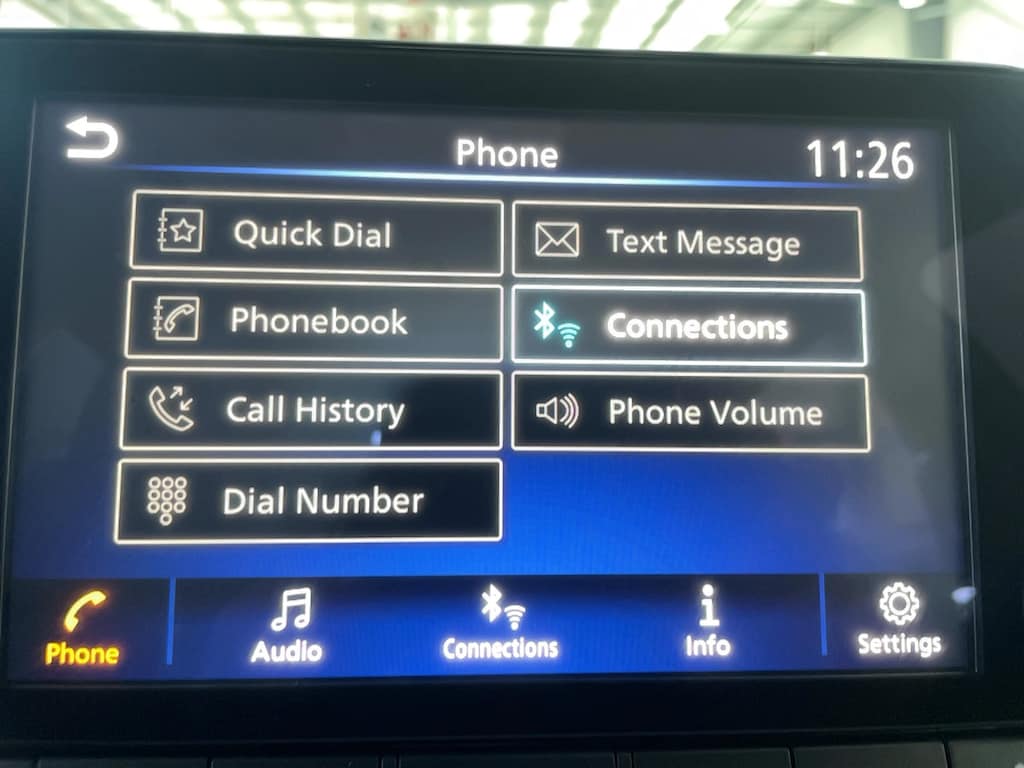 Phone
11:26
Quick Dial
Text Message
Phonebook
Connections
Call History
Phone Volume
Dial Number
Phone
Audio
Connections
Info
Settings